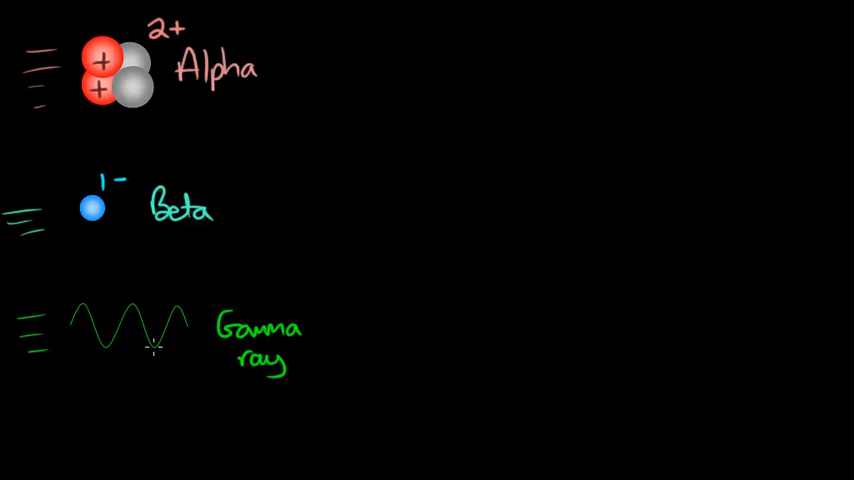 2+
+
Alpha
+
1-
Beta
Gamma
ray